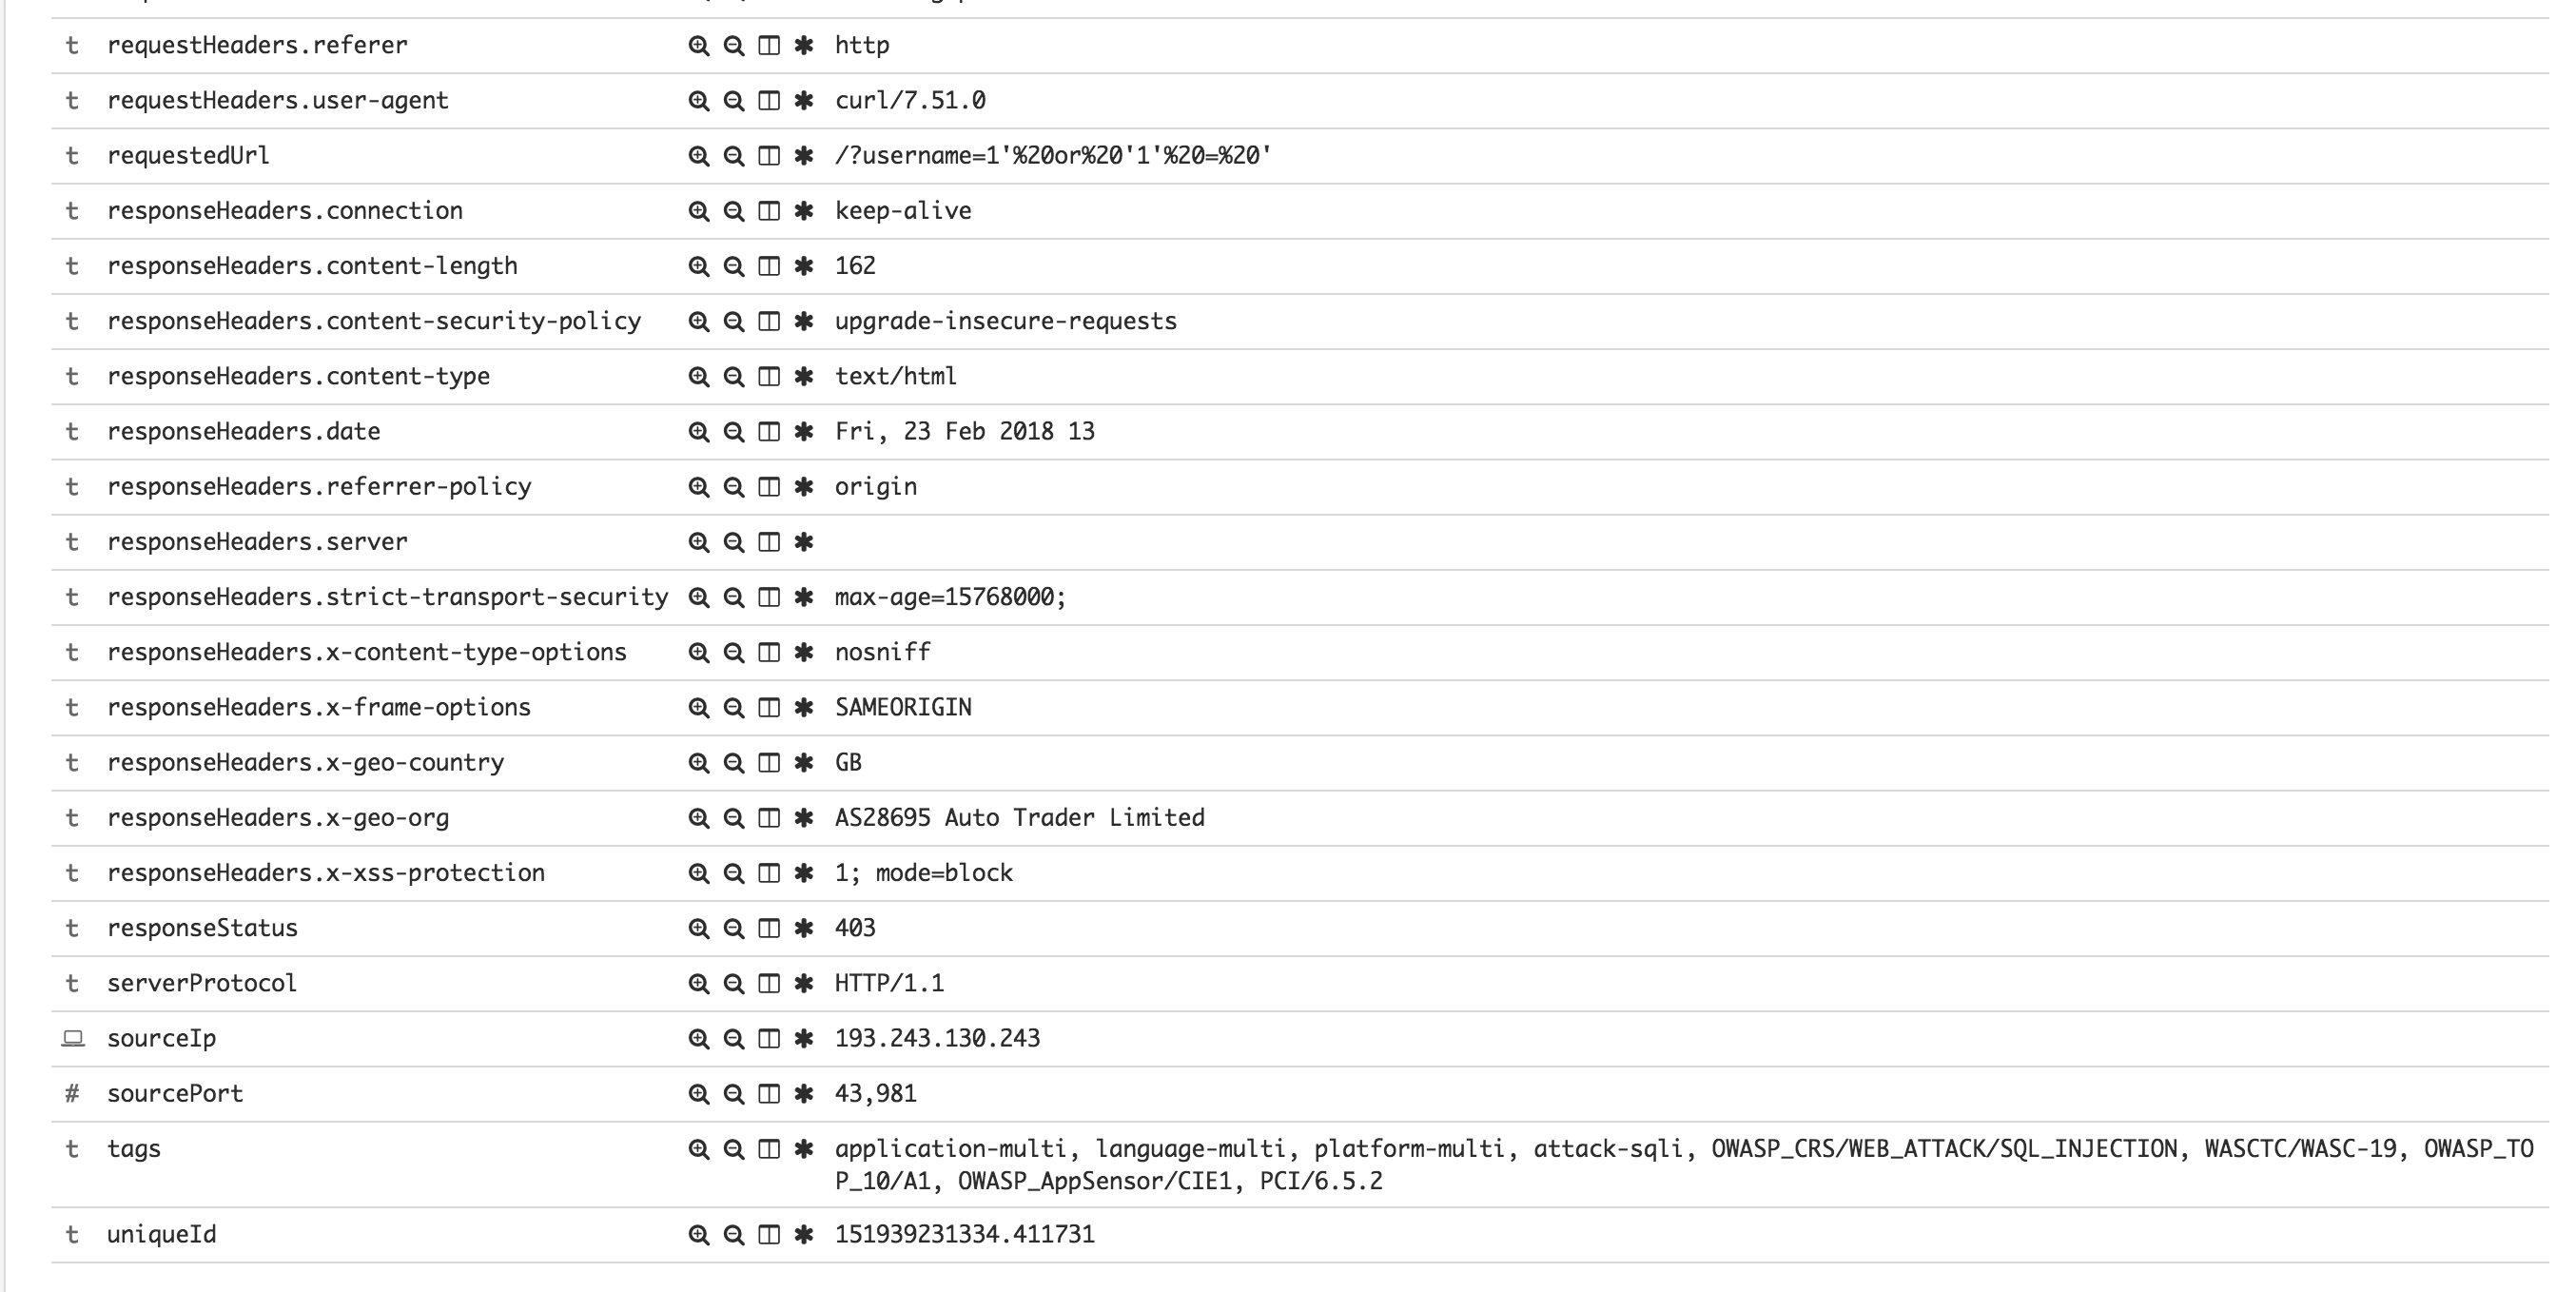 t requestHeaders.referer http
t requestHeaders.user-agent curl/7.51.0
t requestedUrl /?username=1'%20or%20'1'%20=%20'
t responseHeaders.connection keep-alive
t responseHeaders.content-length 162
t responseHeaders.content-security-policy upgrade-insecure-requests
t responseHeaders.content-type text/html
t responseHeaders.date Fri, 23 Feb 2018 13
t responseHeaders.referrer-policy origin
t responseHeaders.server
t responseHeaders.strict-transport-security max-age=15768000;
t responseHeaders.x-content-type-options nosniff
t responseHeaders.x-frame-options SAMEORIGIN
t responseHeaders.x-geo-country GB
t responseHeaders.x-geo-org AS28695 Auto Trader Limited
t responseHeaders.x-xss-protection 1; mode=block
t responseStatus 403
t serverProtocol HTTP/1.1
sourceIp 193.243.130.243
# sourcePort 43,981
t tags application-multi, language-multi, platform-multi, attack-sqli, OWASP_CRS/WEB_ATTACK/SQL_INJECTION, WASCTC/WASC-19, OWASP_TO
P_10/A1, OWASP_AppSensor/CIE1, PCI/6.5.2
t uniqueId 151939231334.411731